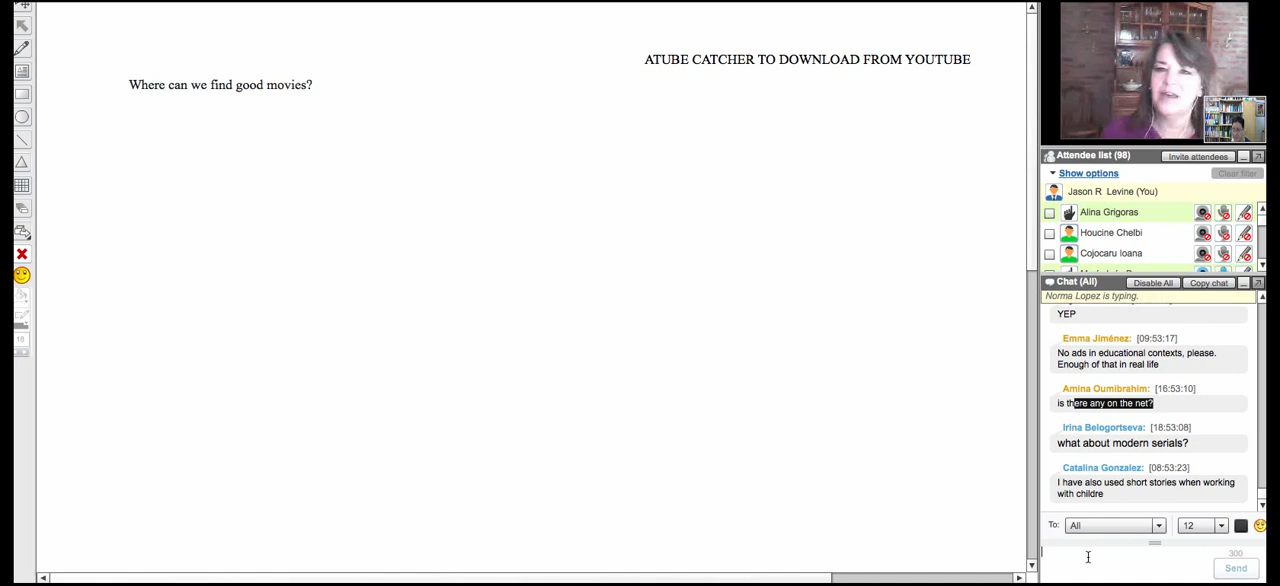 ATUBE CATCHER TO DOWNLOAD FROM YOUTUBE
Where can we find good movies?
18
Attendee list (98)
Invite attendees
Show options
Clear filter
Jason R Levine (You)
Alina Grigoras
Houcine Chelbi
Cojocaru Ioana
Chat (All)
Disable All
Copy chat
Norma Lopez is typing.
YEP
Emma Jiménez: [09:53:17]
No ads in educational contexts, please.
Enough of that in real life
Amina Oumibrahim: [16:53:10]
is there any on the net?
Irina Belogortseva: [18:53:08]
what about modern serials?
Catalina Gonzalez: [08:53:23]
I have also used short stories when working
with childre
To: All 12
300
Send